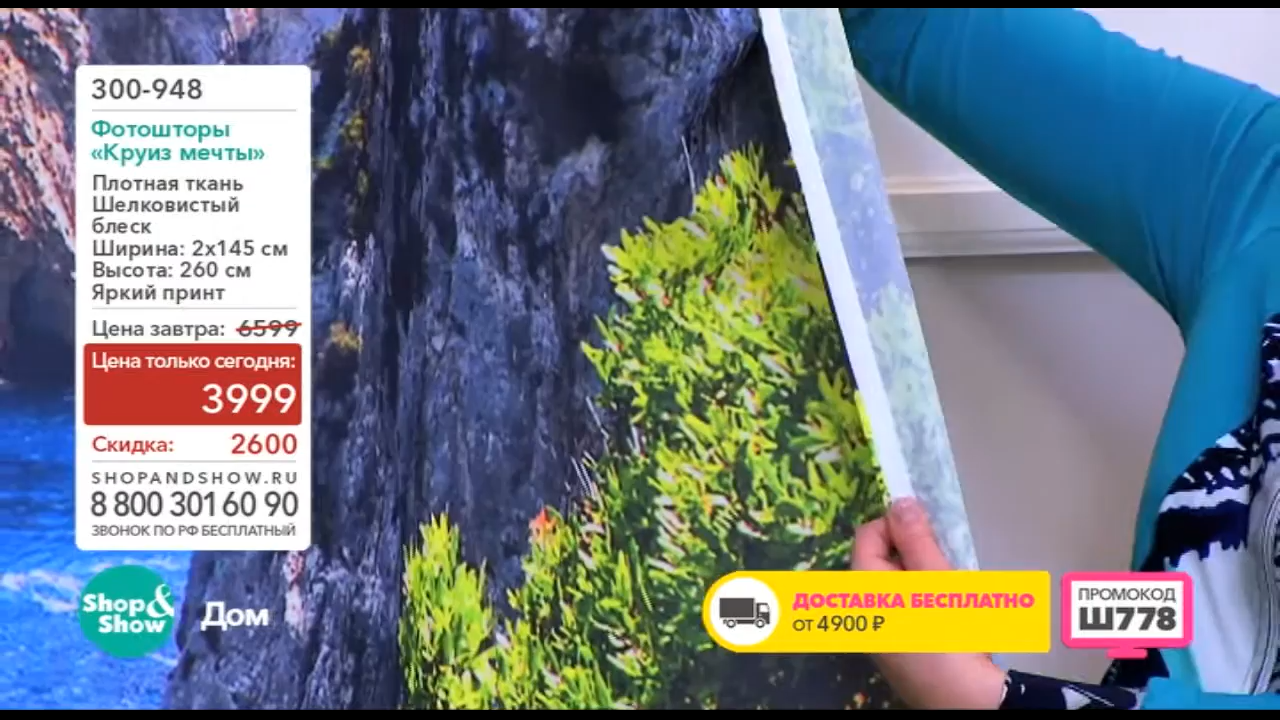 300-948
Фотошторы
«Круиз мечты»
Плотная ткань
Шелковистый
блеск
Ширина: 2х145 см
Высота: 260 см
Яркий принт
Цена завтра: 6599
Цена только сегодня:
3999
Скидка: 2600
SHOPANDSHOW.RU
8 800 301 60 90
ЗВОНОК ПО РФ БЕСПЛАТНЫЙ
Shop&
Show
Дом
ДОСТАВКА БЕСПЛАТНО
от 4900 ₽
ПРОМОКОД
Ш778